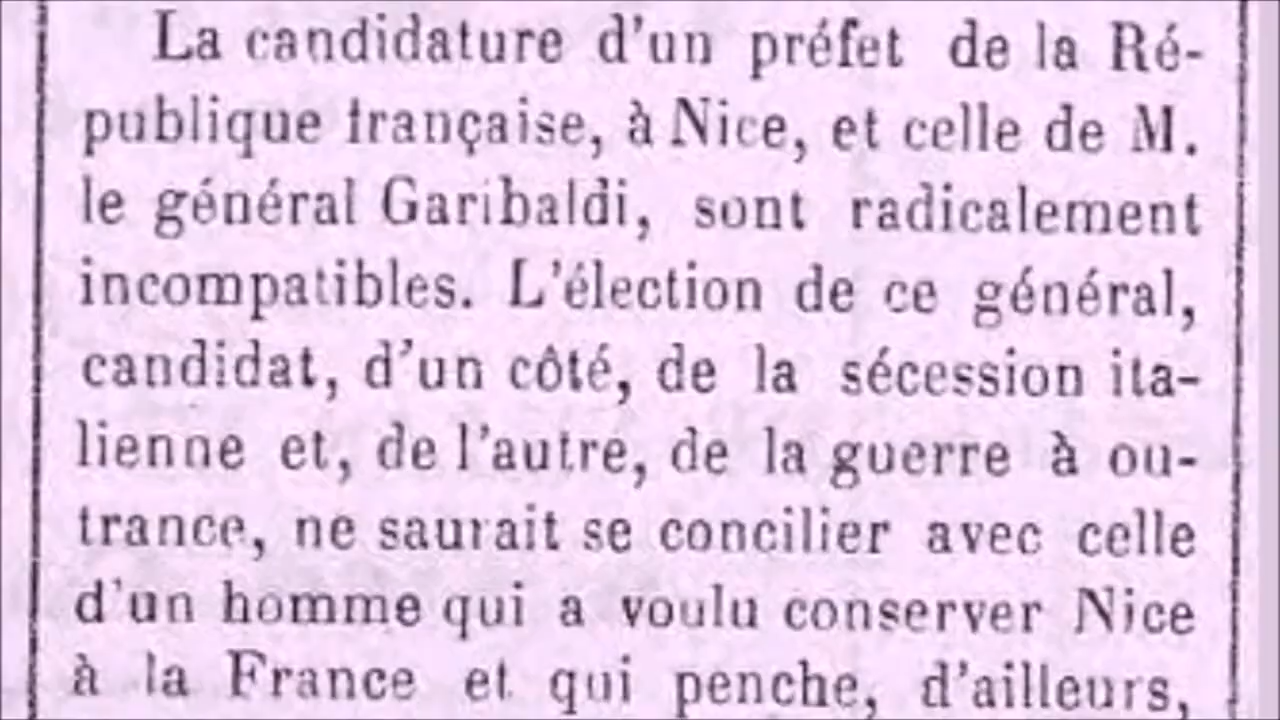 La candidature d'un préfet de la Ré-
publique française, à Nice, et celle de M.
le général Garibaldi, sont radicalement
incompatibles. L'élection de ce général,
candidat, d'un côté, de la sécession ita-
lienne et, de l'autre, de la guerre à ou-
trance, ne saurait se concilier avec celle
d'un homme qui a voulu conserver Nice
à la France et qui penche, d'ailleurs,